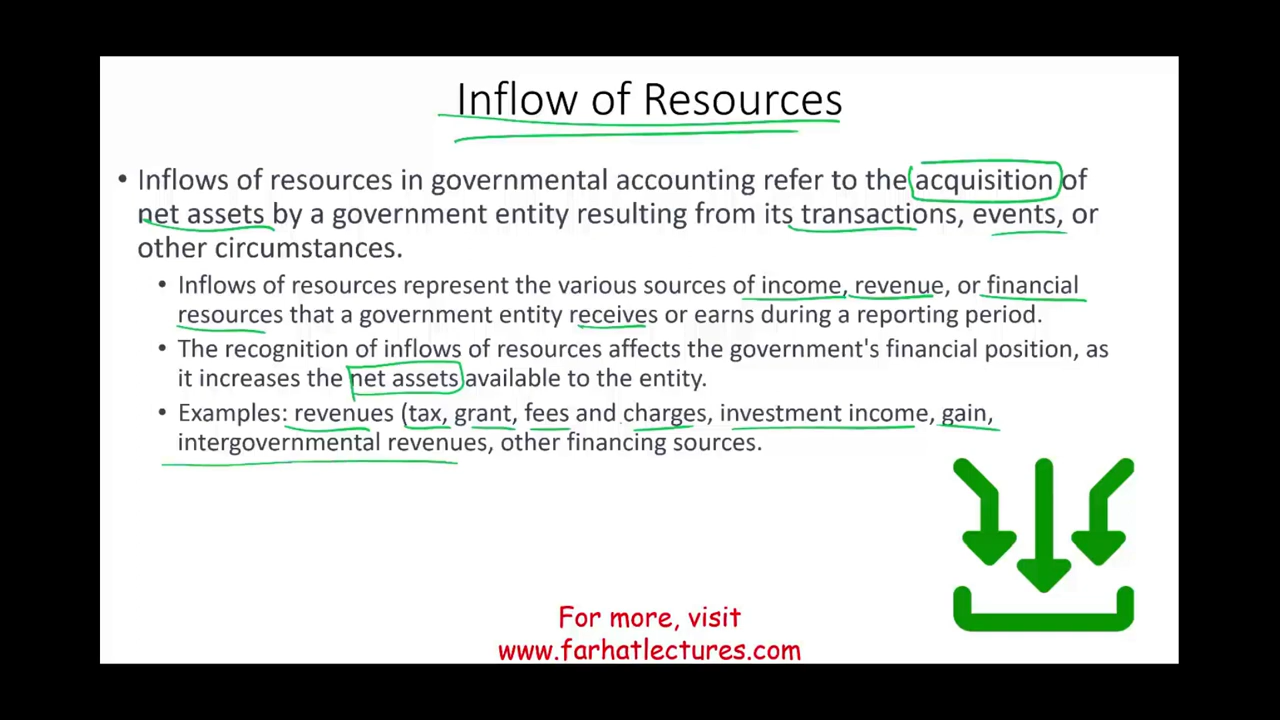 Inflow of Resources
• Inflows of resources in governmental accounting refer to the acquisition of
net assets by a government entity resulting from its transactions, events, or
other circumstances.
• Inflows of resources represent the various sources of income, revenue, or financial
resources that a government entity receives or earns during a reporting period.
• The recognition of inflows of resources affects the government's financial position, as
it increases the net assets available to the entity.
• Examples: revenues (tax, grant, fees and charges, investment income, gain,
intergovernmental revenues, other financing sources.
For more, visit
www.farhatlectures.com